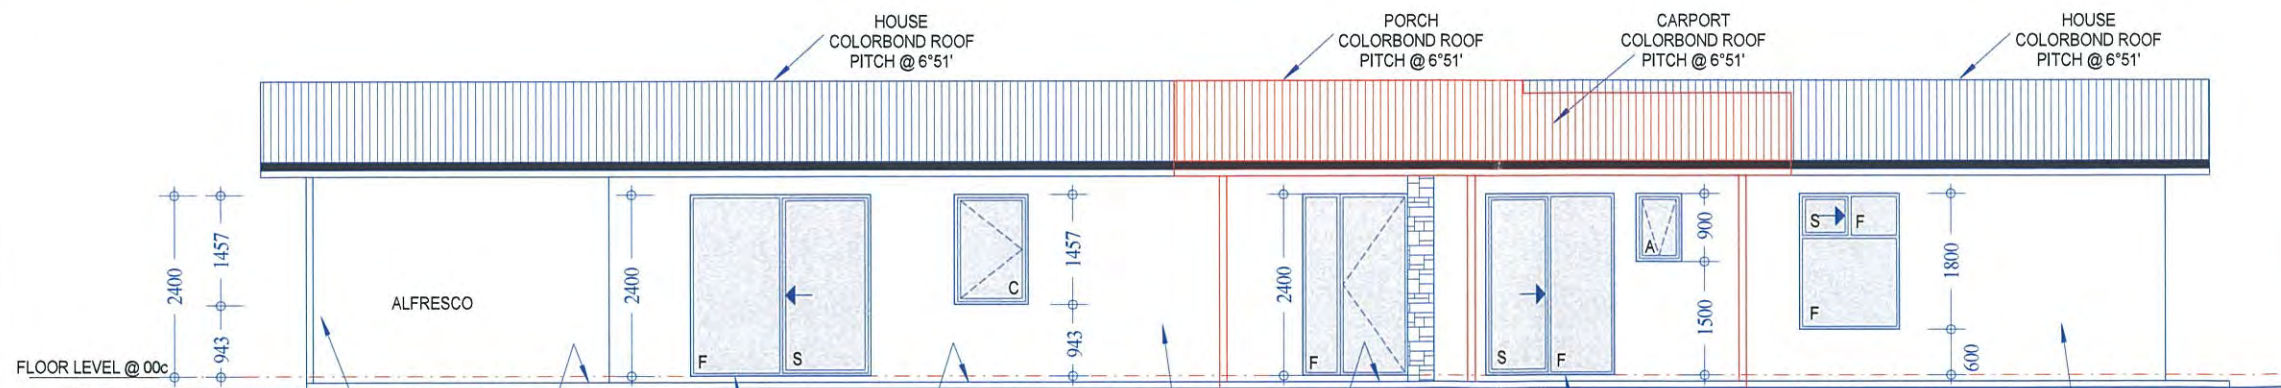 HOUSE
COLORBOND ROOF
PITCH @ 6°51'
PORCH
COLORBOND ROOF
PITCH @ 6°51'
CARPORT
COLORBOND ROOF
PITCH @ 6°51'
HOUSE
COLORBOND ROOF
PITCH @ 6°51'
2400
1457
943
ALFRESCO
2400
F
S
C
1457
943
2400
F
S
F
A
900
1500
S
F
F
1800
600
FLOOR LEVEL @ 00c